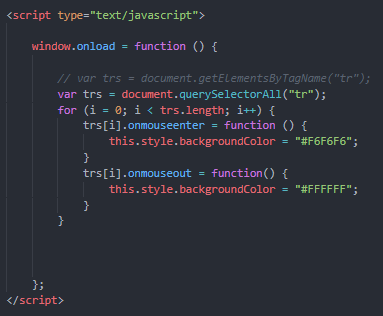 <script type="text/javascript">
window.onload = function () {
// var trs = document.getElementsByTagName("tr");
var trs = document.querySelectorAll("tr");
for (i = 0; i < trs.length; i++) {
trs[i].onmouseenter = function () {
this.style.backgroundColor = "#F6F6F6";
}
trs[i].onmouseout = function() {
this.style.backgroundColor = "#FFFFFF";
}
}
};
</script>